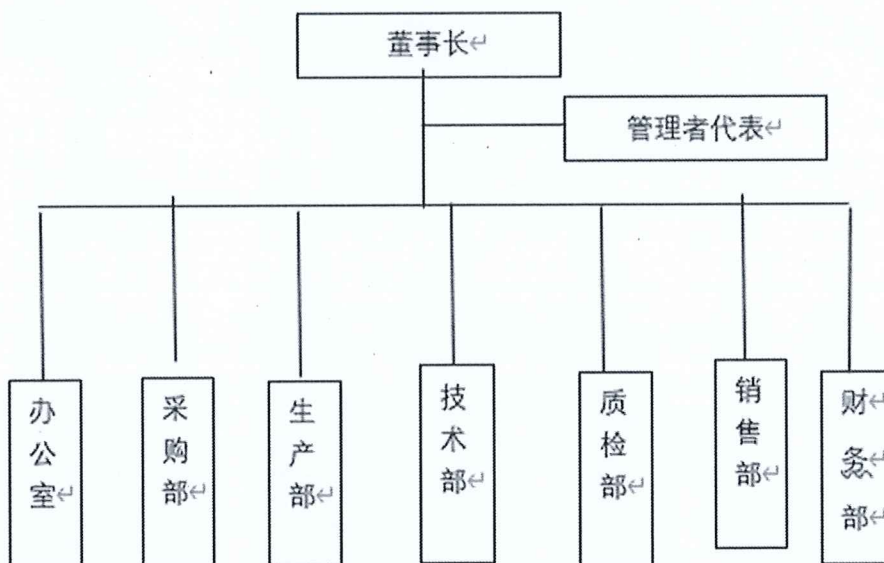 董事长
管理者代表
办公室
采购部
生产部
技术部
质检部
销售部
财务部